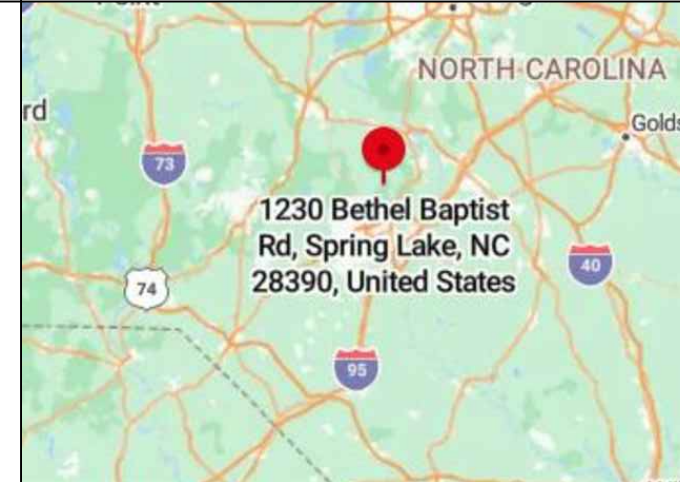 NORTH CAROLINA
rd
Golds
73
1230 Bethel Baptist
Rd, Spring Lake, NC
28390, United States
40
74
95